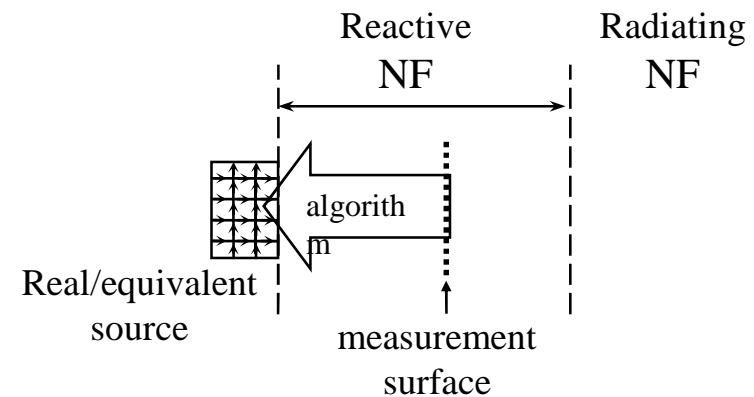 Reactive
NF
Radiating
NF
algorith
m
Real/equivalent
source
measurement
surface